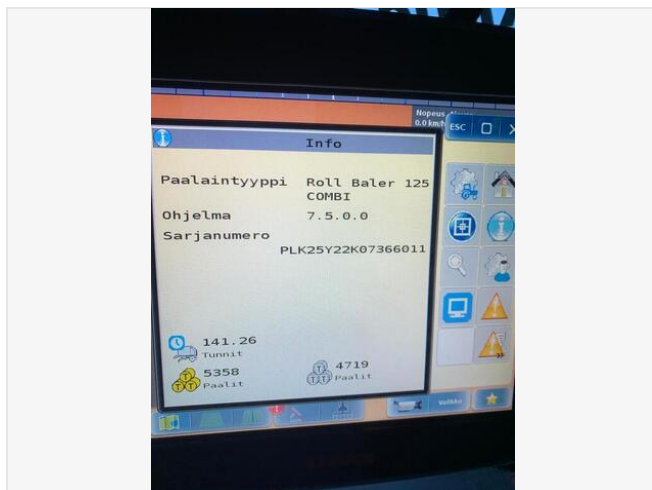 Nopeus
0.0 km/h
ESC
Info
Paalaintyyppi Roll Baler 125
COMBI
Ohjelma 7.5.0.0
Sarjanumero
PLK25Y22K07366011
141.26
Tunnit
5358
Paalit
4719
Paalit
Valikko